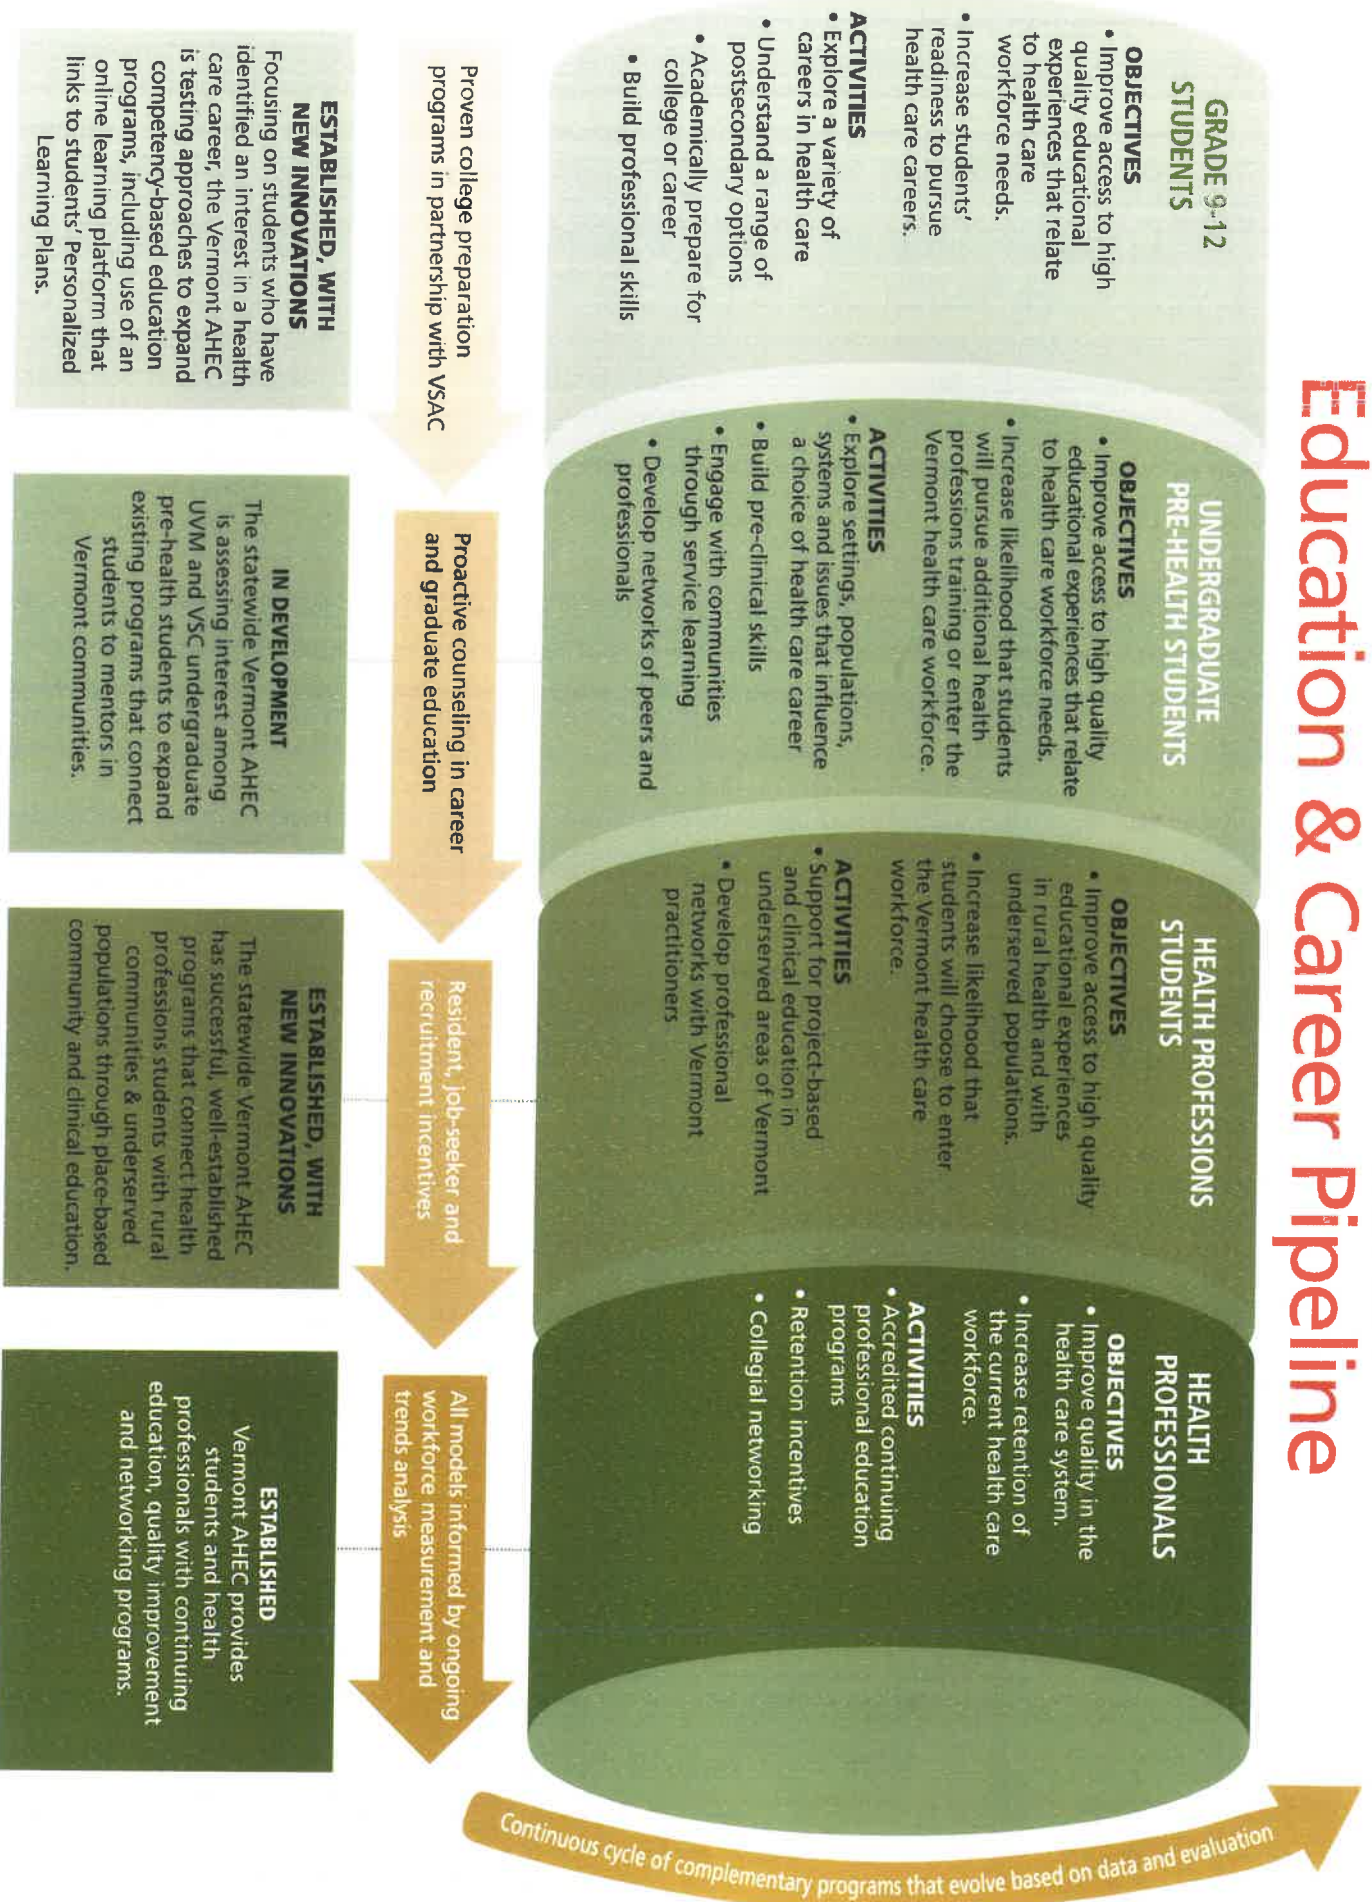 Education & Career Pipeline
GRADE 9-12
STUDENTS
OBJECTIVES
• Improve access to high
quality educational
experiences that relate
to health care
workforce needs.
• Increase students'
readiness to pursue
health care careers.
ACTIVITIES
• Explore a variety of
careers in health care
• Understand a range of
postsecondary options
• Academically prepare for
college or career
• Build professional skills
UNDERGRADUATE
PRE-HEALTH STUDENTS
OBJECTIVES
• Improve access to high quality
educational experiences that relate
to health care workforce needs.
• Increase likelihood that students
will pursue additional health
professions training or enter the
Vermont health care workforce.
ACTIVITIES
• Explore settings, populations,
systems and issues that influence
a choice of health care career
• Build pre-clinical skills
• Engage with communities
through service learning
• Develop networks of peers and
professionals
HEALTH PROFESSIONS
STUDENTS
OBJECTIVES
• Improve access to high quality
educational experiences
in rural health and with
underserved populations.
• Increase likelihood that
students will choose to enter
the Vermont health care
workforce.
ACTIVITIES
• Support for project-based
and clinical education in
underserved areas of Vermont
• Develop professional
networks with Vermont
practitioners
HEALTH
PROFESSIONALS
OBJECTIVES
• Improve quality in the
health care system.
• Increase retention of
the current health care
workforce.
ACTIVITIES
• Accredited continuing
professional education
programs
• Retention incentives
• Collegial networking
Proven college preparation
programs in partnership with VSAC
Proactive counseling in career
and graduate education
Resident, job-seeker and
recruitment incentives
All models informed by ongoing
workforce measurement and
trends analysis
Continuous cycle of complementary programs that evolve based on data and evaluation
ESTABLISHED, WITH
NEW INNOVATIONS
Focusing on students who have
identified an interest in a health
care career, the Vermont AHEC
is testing approaches to expand
competency-based education
programs, including use of an
online learning platform that
links to students' Personalized
Learning Plans.
IN DEVELOPMENT
The statewide Vermont AHEC
is assessing interest among
UVM and VSC undergraduate
pre-health students to expand
existing programs that connect
students to mentors in
Vermont communities.
ESTABLISHED, WITH
NEW INNOVATIONS
The statewide Vermont AHEC
has successful, well-established
programs that connect health
professions students with rural
communities & underserved
populations through place-based
community and clinical education.
ESTABLISHED
Vermont AHEC provides
students and health
professionals with continuing
education, quality improvement
and networking programs.